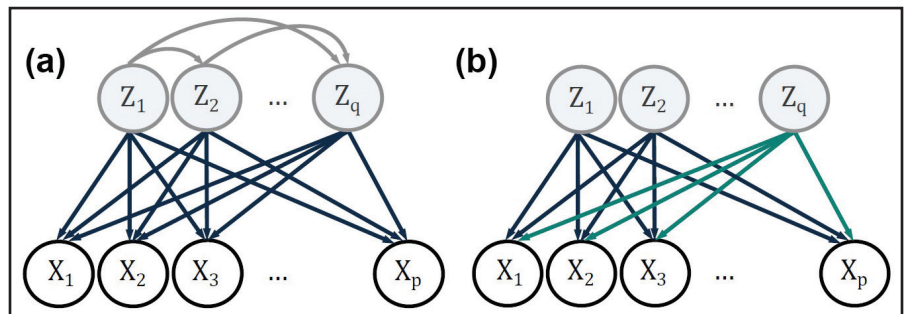 (a) (b)
Z1 Z2 ... Zq Z1 Z2 ... Zq
X1 X2 X3 ... Xp X1 X2 X3 ... Xp